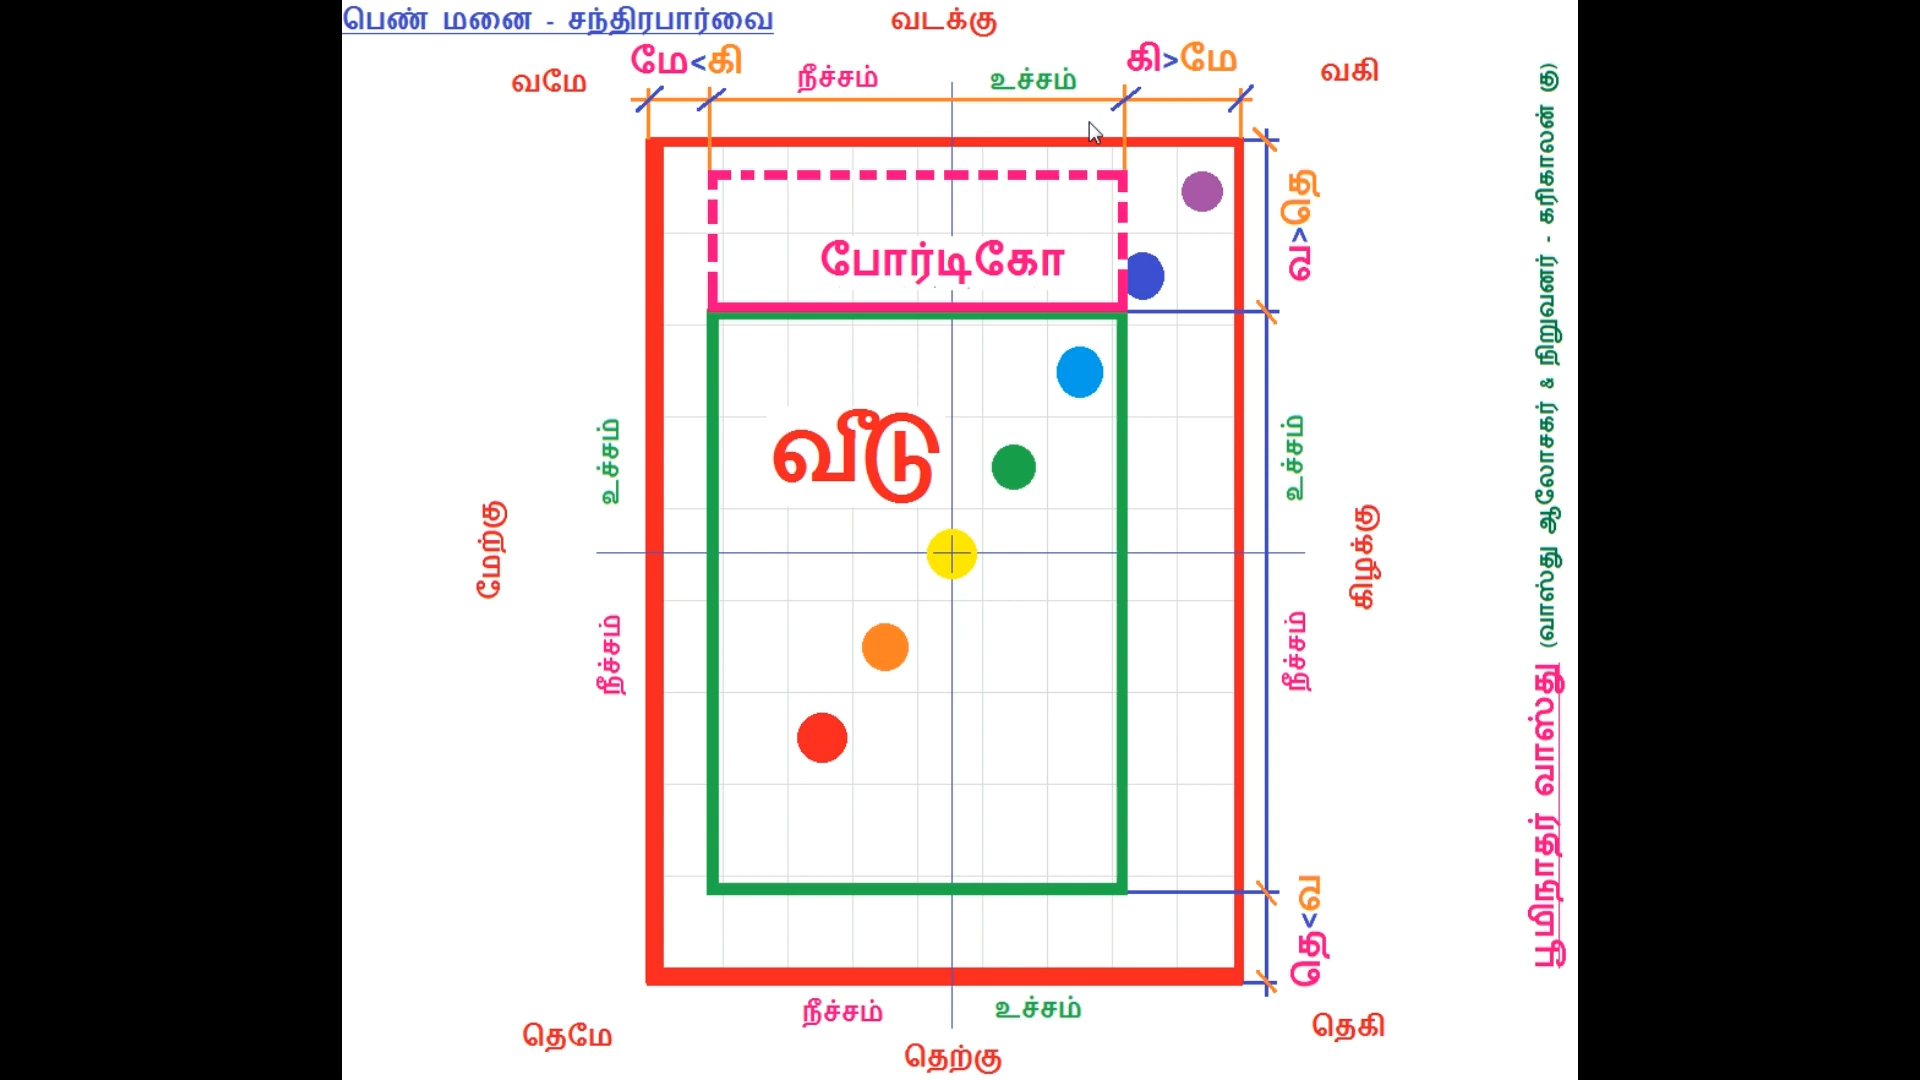 பெண் மனை - சந்திரபார்வை
வடக்கு
மே<கி
கி>மே
வமே
நீச்சம்
உச்சம்
வகி
போர்டிகோ
வ>தெ
வீடு
உச்சம்
உச்சம்
மேற்கு
கிழக்கு
நீச்சம்
நீச்சம்
தெ<வ
நீச்சம்
உச்சம்
தெமே
தெற்கு
தெகி
பூமிநாதர் வாஸ்து (வாஸ்து ஆலோசகர் & நிறுவனர் - கரிகாலன் கு)